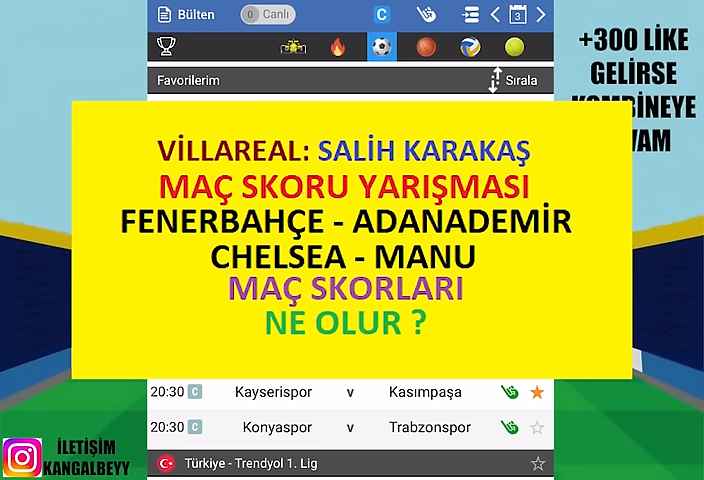 Bülten
0 Canlı
C
3
Favorilerim
Sırala
+300 LİKE
GELİRSE
VİLLAREAL: SALİH KARAKAŞ
MAÇ SKORU YARIŞMASI
FENERBAHÇE - ADANADEMİR
CHELSEA - MANU
MAÇ SKORLARI
NE OLUR ?
20:30 C Kayserispor v Kasımpaşa
20:30 C Konyaspor v Trabzonspor
Türkiye - Trendyol 1. Lig
İLETİŞİM
KANGALBEYY